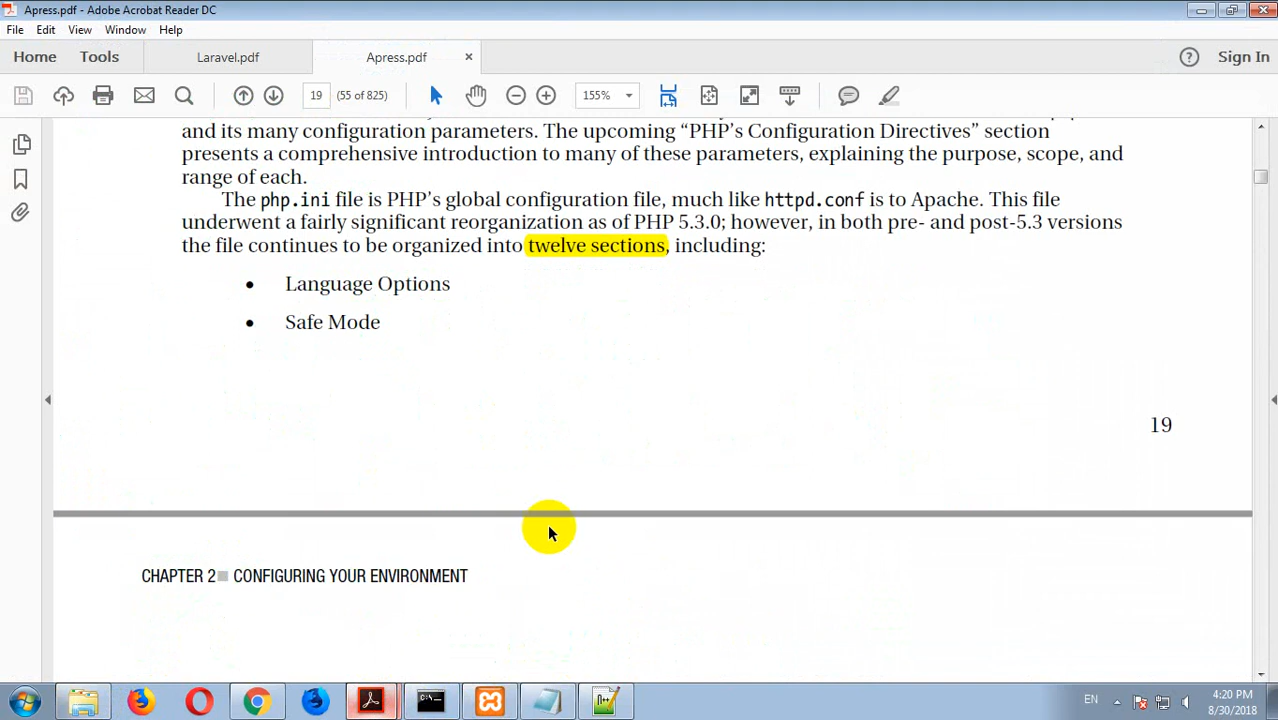 Apress.pdf - Adobe Acrobat Reader DC
File Edit View Window Help
Home Tools Laravel.pdf Apress.pdf × ? Sign In
19 (55 of 825) 155%
and its many configuration parameters. The upcoming “PHP’s Configuration Directives” section
presents a comprehensive introduction to many of these parameters, explaining the purpose, scope, and
range of each.
The php.ini file is PHP’s global configuration file, much like httpd.conf is to Apache. This file
underwent a fairly significant reorganization as of PHP 5.3.0; however, in both pre- and post-5.3 versions
the file continues to be organized into twelve sections, including:
• Language Options
• Safe Mode
19
CHAPTER 2 ■ CONFIGURING YOUR ENVIRONMENT
EN
4:20 PM
8/30/2018